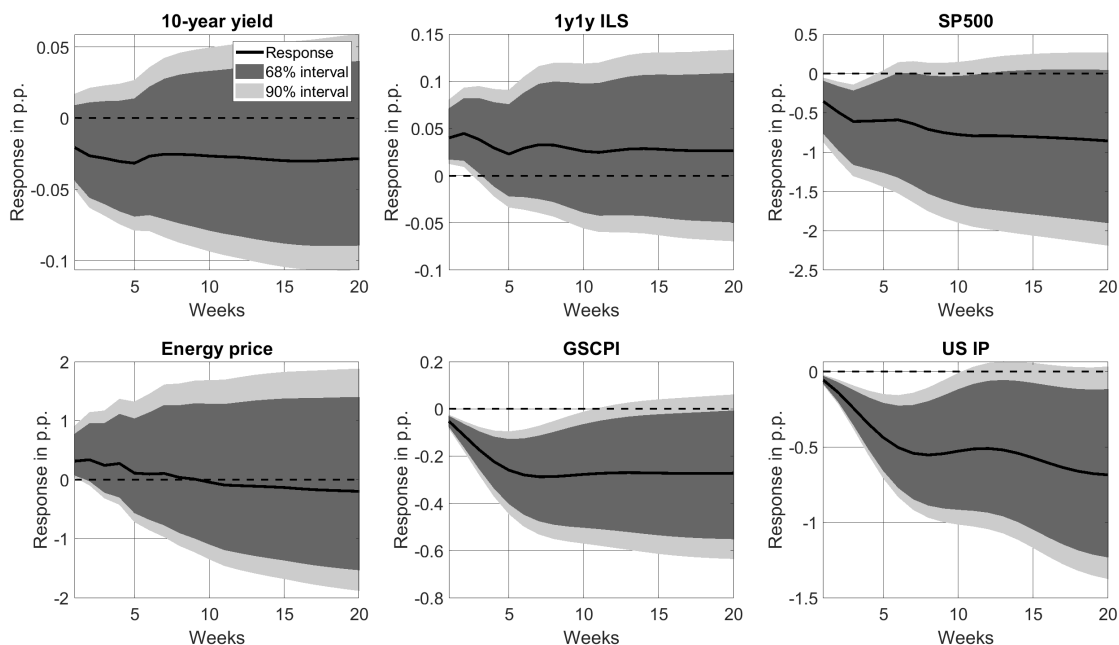 10-year yield
0.05
0
-0.05
-0.1
Response in p.p.
Response
68% interval
90% interval
5
10
15
20
Weeks
1y1y ILS
0.15
0.1
0.05
0
-0.05
-0.1
Response in p.p.
5
10
15
20
Weeks
SP500
0.5
0
-0.5
-1
-1.5
-2
-2.5
Response in p.p.
5
10
15
20
Weeks
Energy price
2
1
0
-1
-2
Response in p.p.
5
10
15
20
Weeks
GSCPI
0.2
0
-0.2
-0.4
-0.6
-0.8
Response in p.p.
5
10
15
20
Weeks
US IP
0
-0.5
-1
-1.5
Response in p.p.
5
10
15
20
Weeks